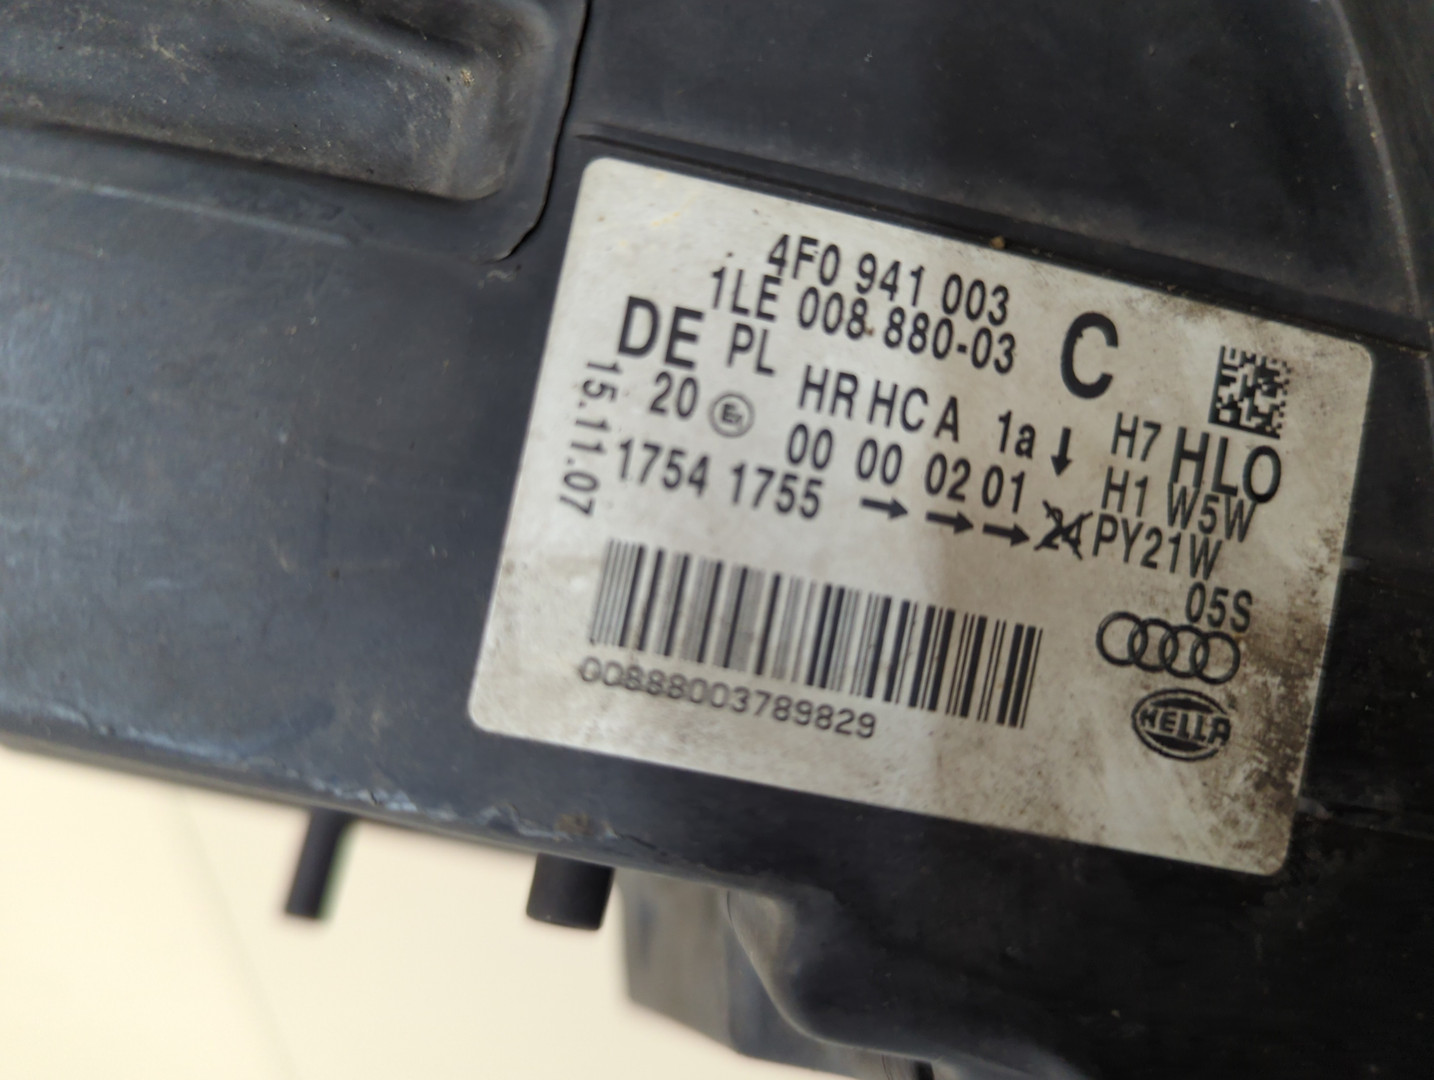 4F0 941 003
1LE 008.880-03 C
DE PL HR HC A 1a ↓ H7 HLO
20 00 00 02 01 H1 W5W
1754 1755 → → → 24 PY21W
05S
15.11.07
00888003789829
HELLA